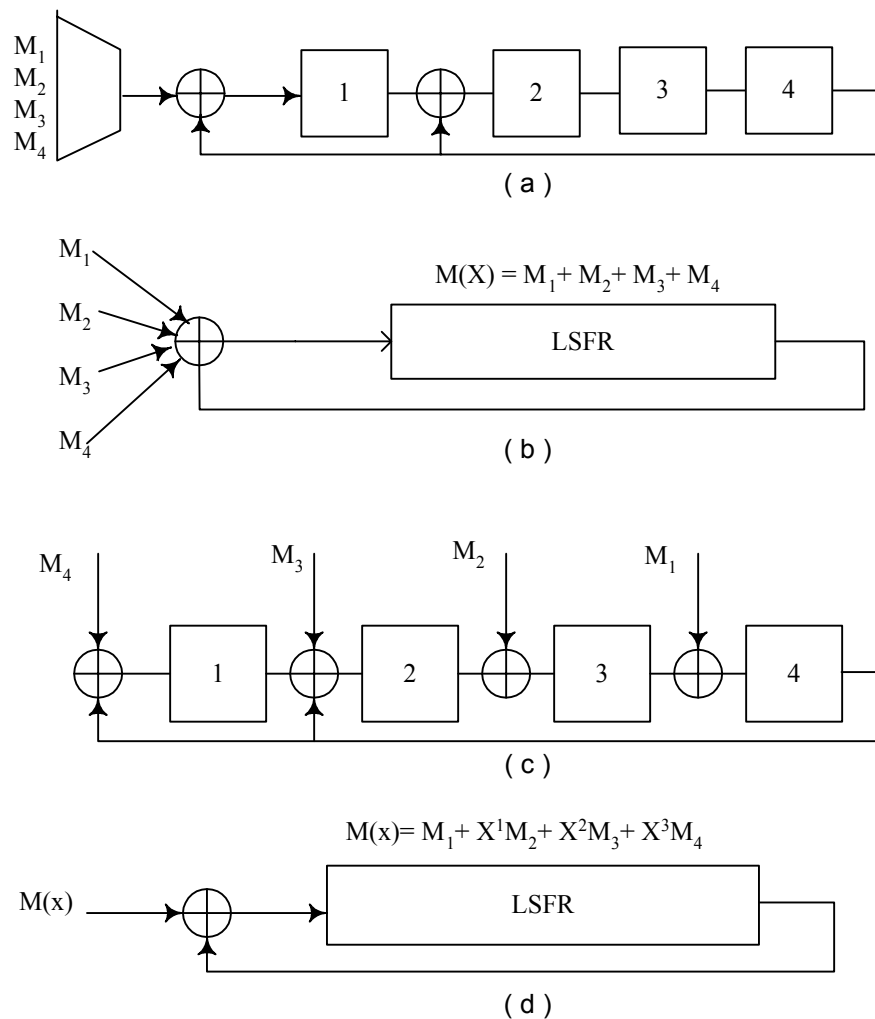 M₁
M₂
M₃
M₄
1
2
3
4
( a )
M₁
M(X) = M₁+ M₂+ M₃+ M₄
M₂
LSFR
M₃
M₄
( b )
M₄
M₃
M₂
M₁
1
2
3
4
( c )
M(x)= M₁+ X¹M₂+ X²M₃+ X³M₄
M(x)
LSFR
( d )